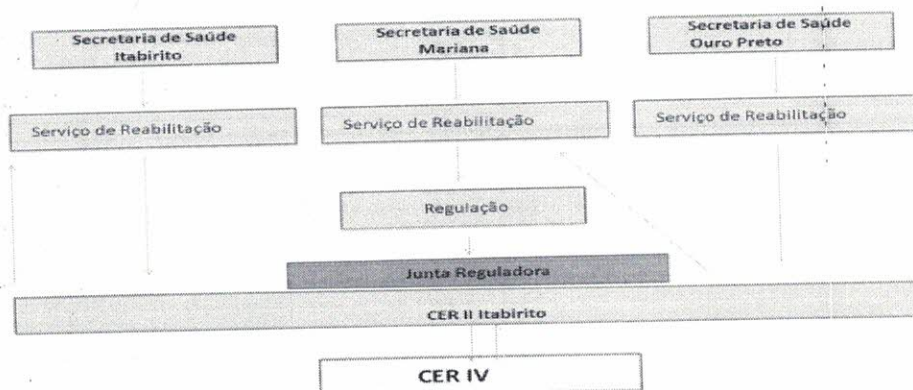 Secretaria de Saúde
Itabirito
Secretaria de Saúde
Mariana
Secretaria de Saúde
Ouro Preto
Serviço de Reabilitação
Serviço de Reabilitação
Serviço de Reabilitação
Regulação
Junta Reguladora
CER II Itabirito
CER IV